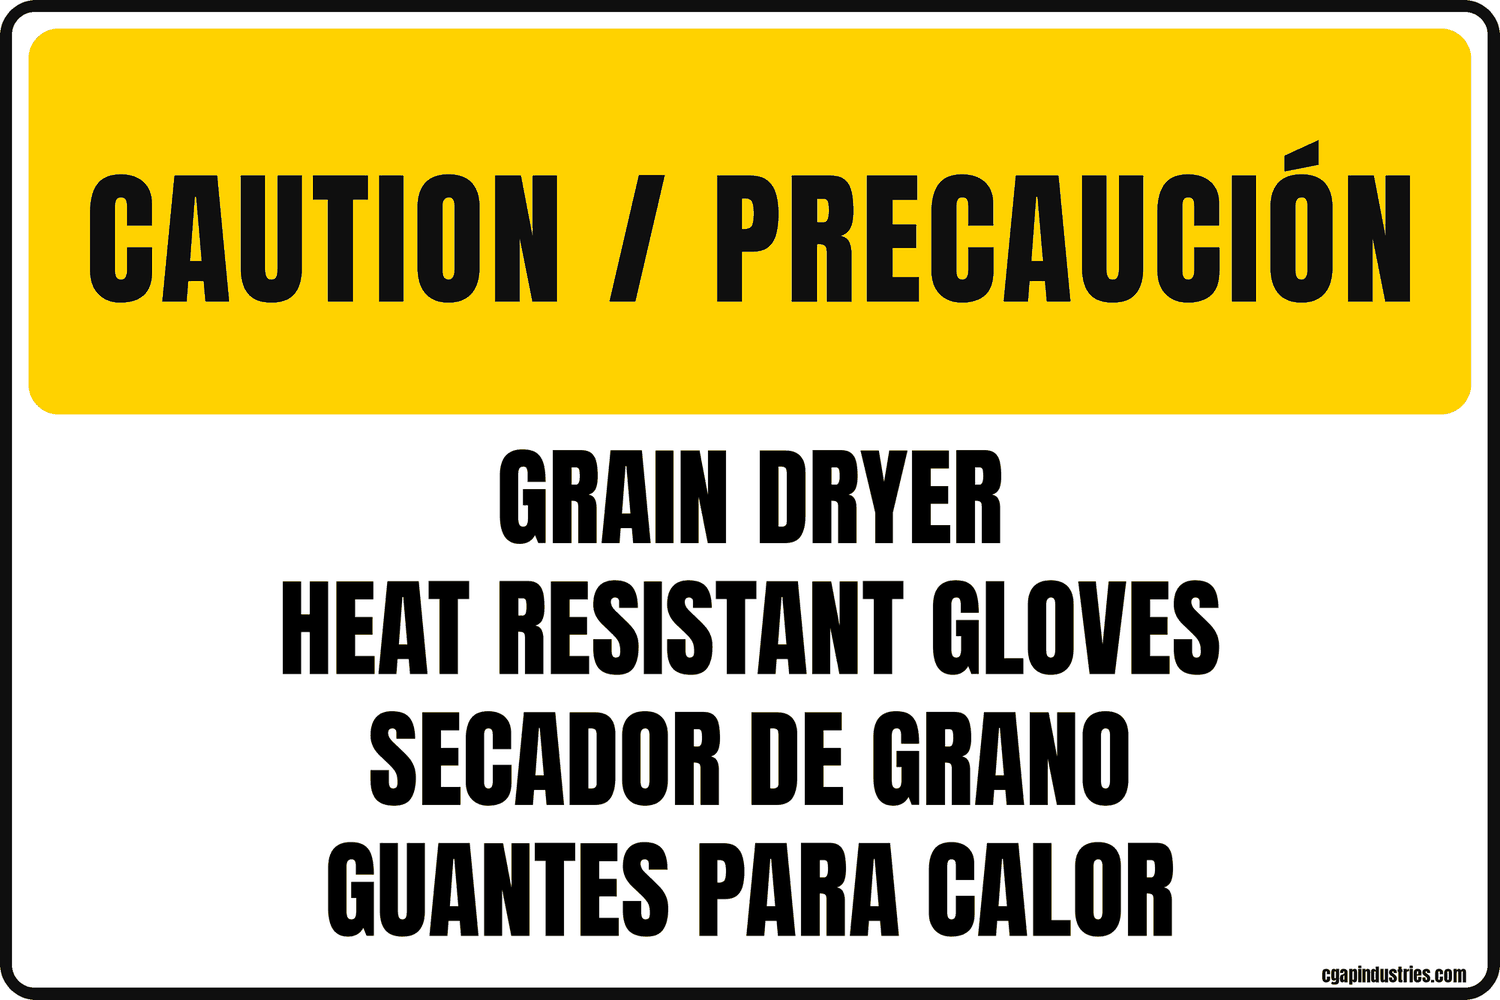 CAUTION / PRECAUCIÓN
GRAIN DRYER
HEAT RESISTANT GLOVES
SECADOR DE GRANO
GUANTES PARA CALOR
cgapindustries.com